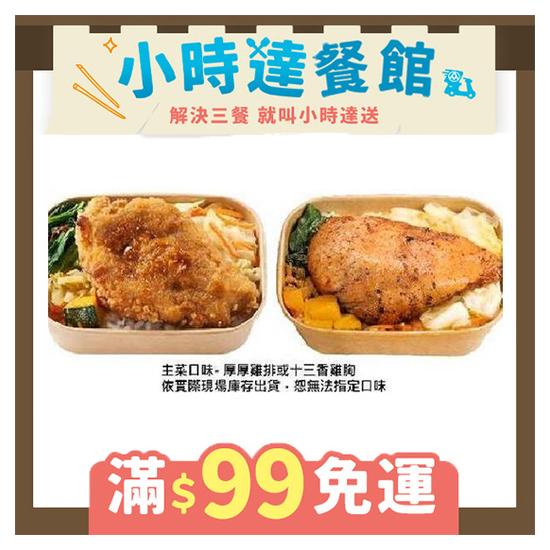 小時達餐館
解決三餐 就叫小時達送
主菜口味-厚厚雞排或十三香雞胸
依實際現場庫存出貨，恕無法指定口味
滿$99免運